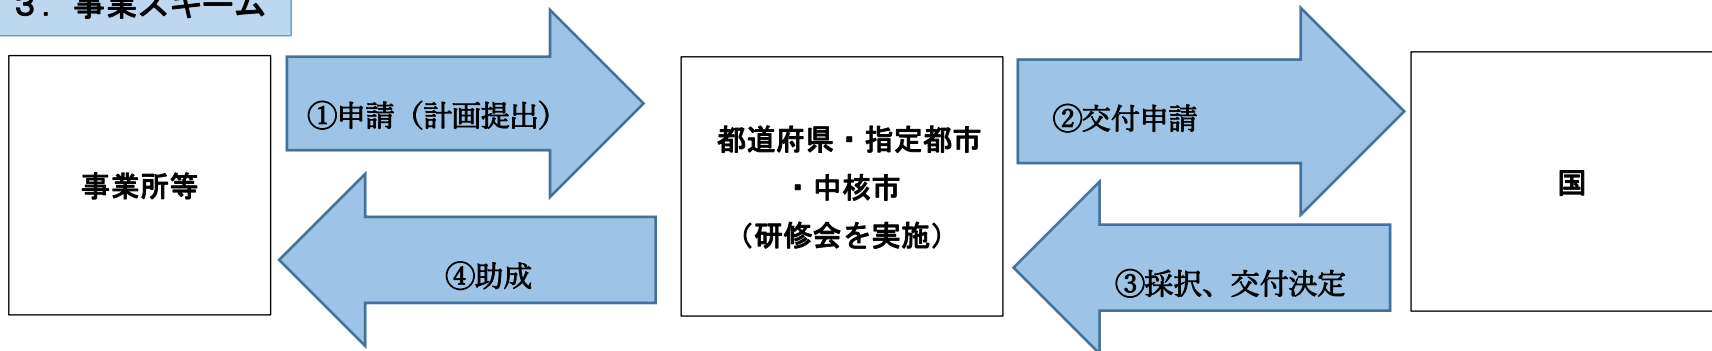 ３．事業スキーム
①申請（計画提出）
②交付申請
事業所等
都道府県・指定都市
・中核市
（研修会を実施）
国
④助成
③採択、交付決定